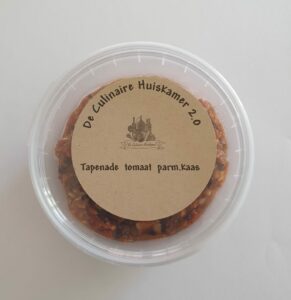 De Culinaire Huiskamer 2.0
Tapenade tomaat parm.kaas